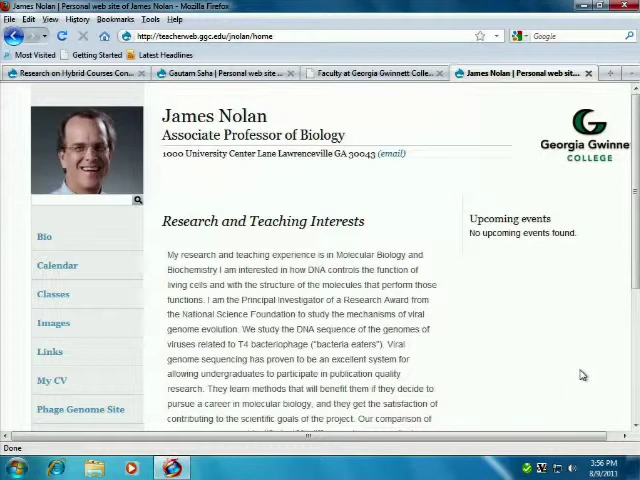 James Nolan | Personal web site of James Nolan - Mozilla Firefox
File Edit View History Bookmarks Tools Help
http://teacherweb.ggc.edu/jnolan/home
Google
Most Visited Getting Started Latest Headlines
Research on Hybrid Courses Con... Gautam Saha | Personal web site ... Faculty at Georgia Gwinnett Colle... James Nolan | Personal web sit...
James Nolan
Associate Professor of Biology
1000 University Center Lane Lawrenceville GA 30043 (email)
Georgia Gwinne
COLLEGE
Bio
Calendar
Classes
Images
Links
My CV
Phage Genome Site
Research and Teaching Interests
My research and teaching experience is in Molecular Biology and
Biochemistry I am interested in how DNA controls the function of
living cells and with the structure of the molecules that perform those
functions. I am the Principal Investigator of a Research Award from
the National Science Foundation to study the mechanisms of viral
genome evolution. We study the DNA sequence of the genomes of
viruses related to T4 bacteriophage ("bacteria eaters"). Viral
genome sequencing has proven to be an excellent system for
allowing undergraduates to participate in publication quality
research. They learn methods that will benefit them if they decide to
pursue a career in molecular biology, and they get the satisfaction of
contributing to the scientific goals of the project. Our comparison of
Upcoming events
No upcoming events found.
Done
3:56 PM
8/9/2011